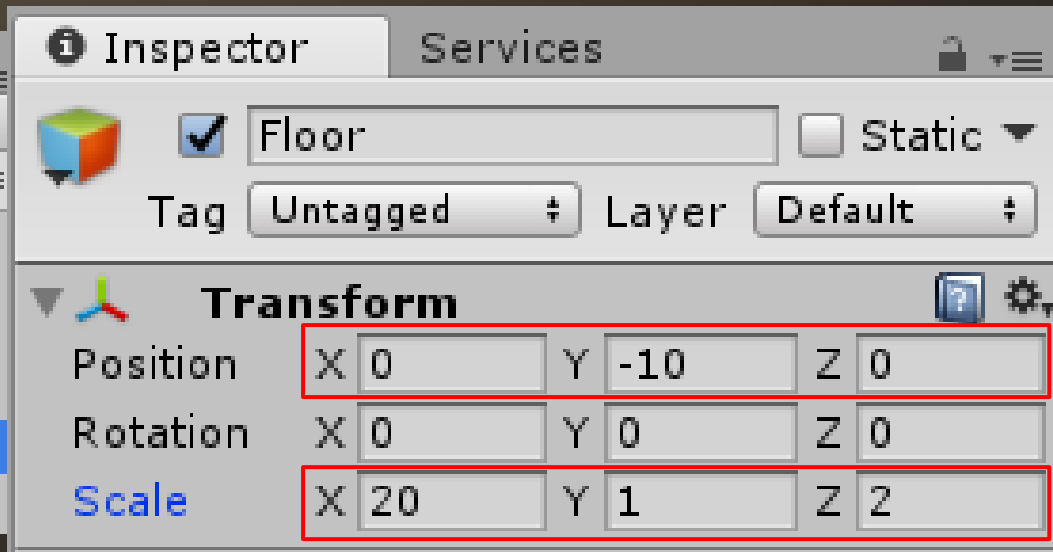 Inspector Services
Floor Static
Tag Untagged Layer Default
Transform
Position X 0 Y -10 Z 0
Rotation X 0 Y 0 Z 0
Scale X 20 Y 1 Z 2